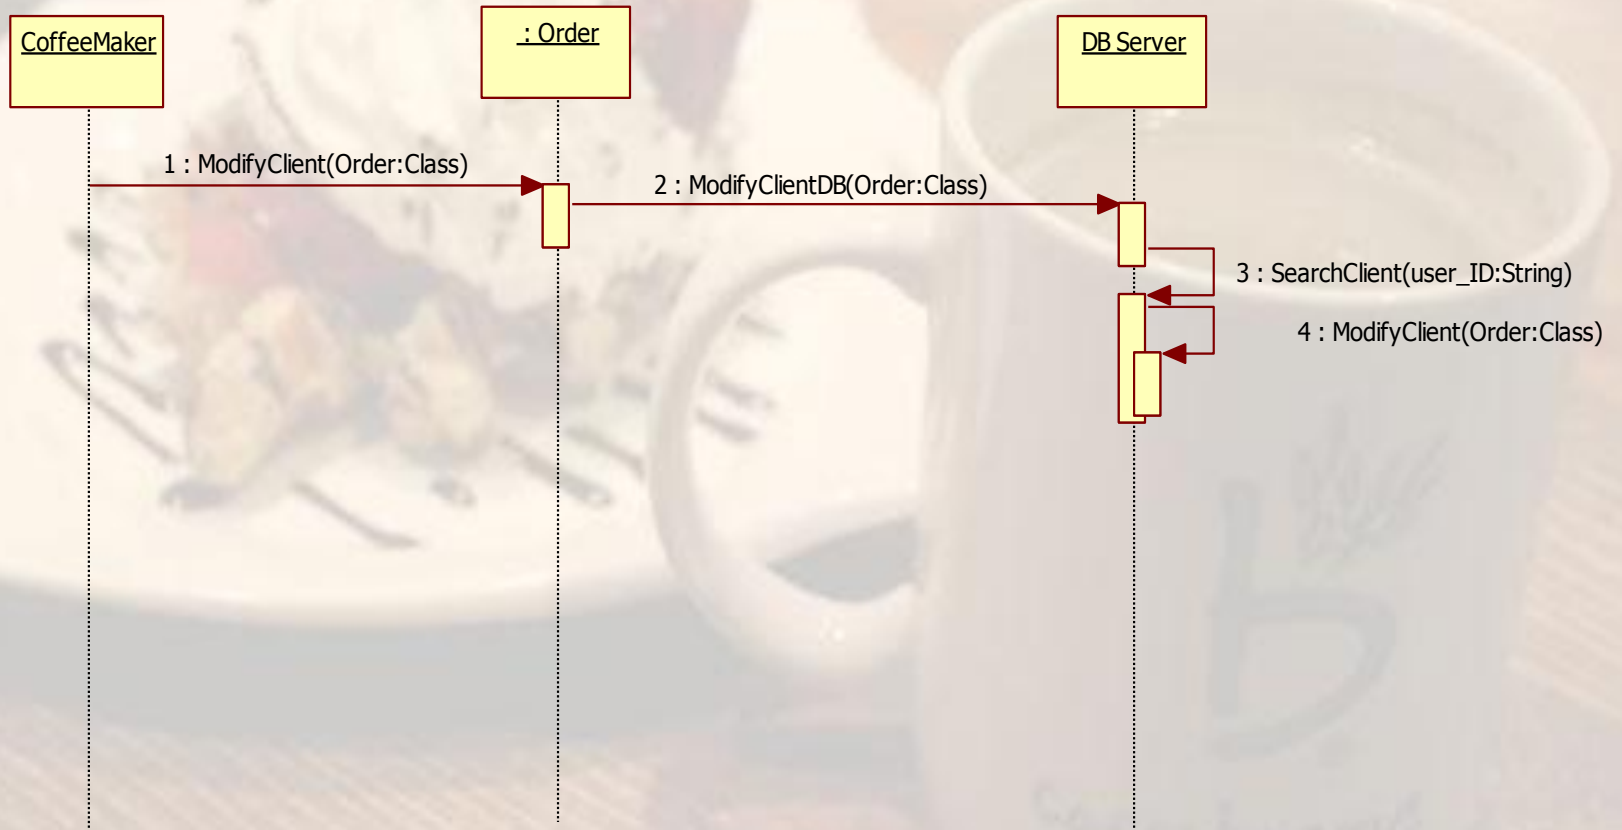 CoffeeMaker
: Order
DB Server
1 : ModifyClient(Order:Class)
2 : ModifyClientDB(Order:Class)
3 : SearchClient(user_ID:String)
4 : ModifyClient(Order:Class)